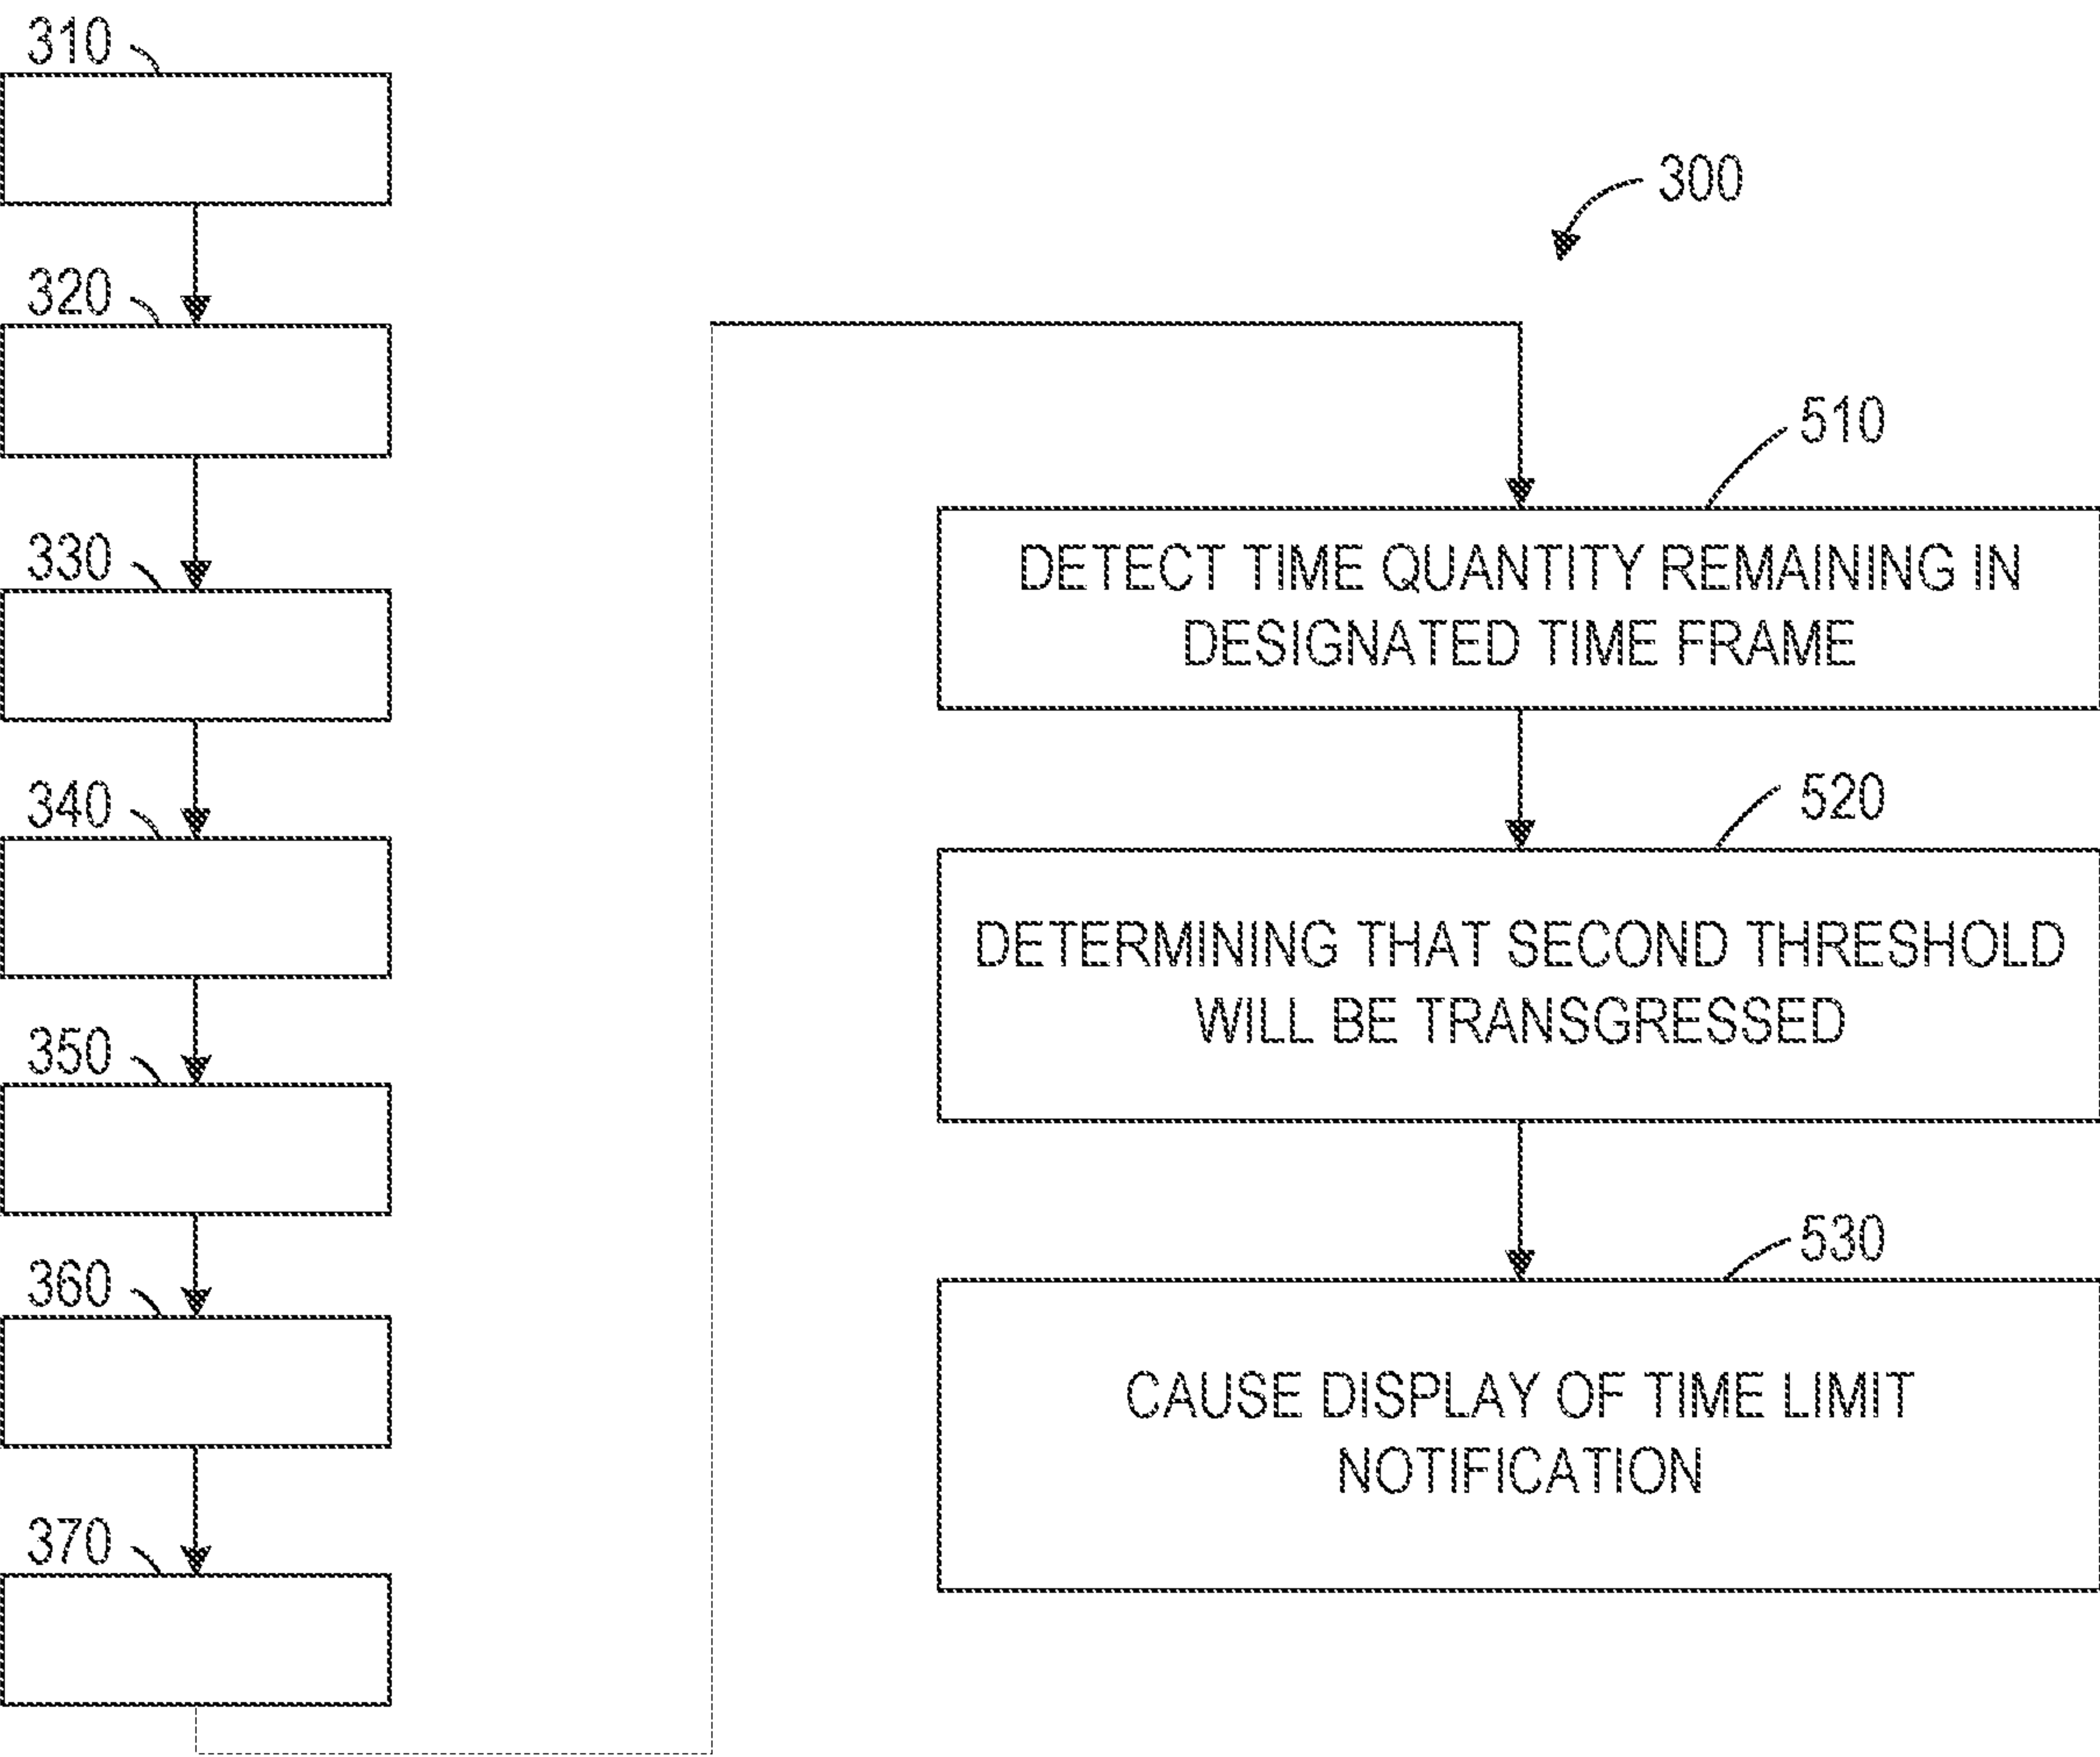 310
320
330
340
350
360
370
300
510
DETECT TIME QUANTITY REMAINING IN
DESIGNATED TIME FRAME
520
DETERMINING THAT SECOND THRESHOLD
WILL BE TRANSGRESSED
530
CAUSE DISPLAY OF TIME LIMIT
NOTIFICATION